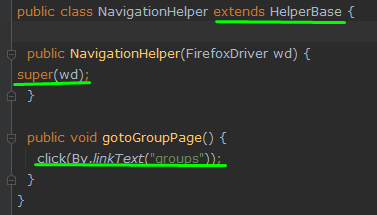 public class NavigationHelper extends HelperBase {
public NavigationHelper(FirefoxDriver wd) {
super(wd);
}
public void gotoGroupPage() {
click(By.linkText("groups"));
}
}